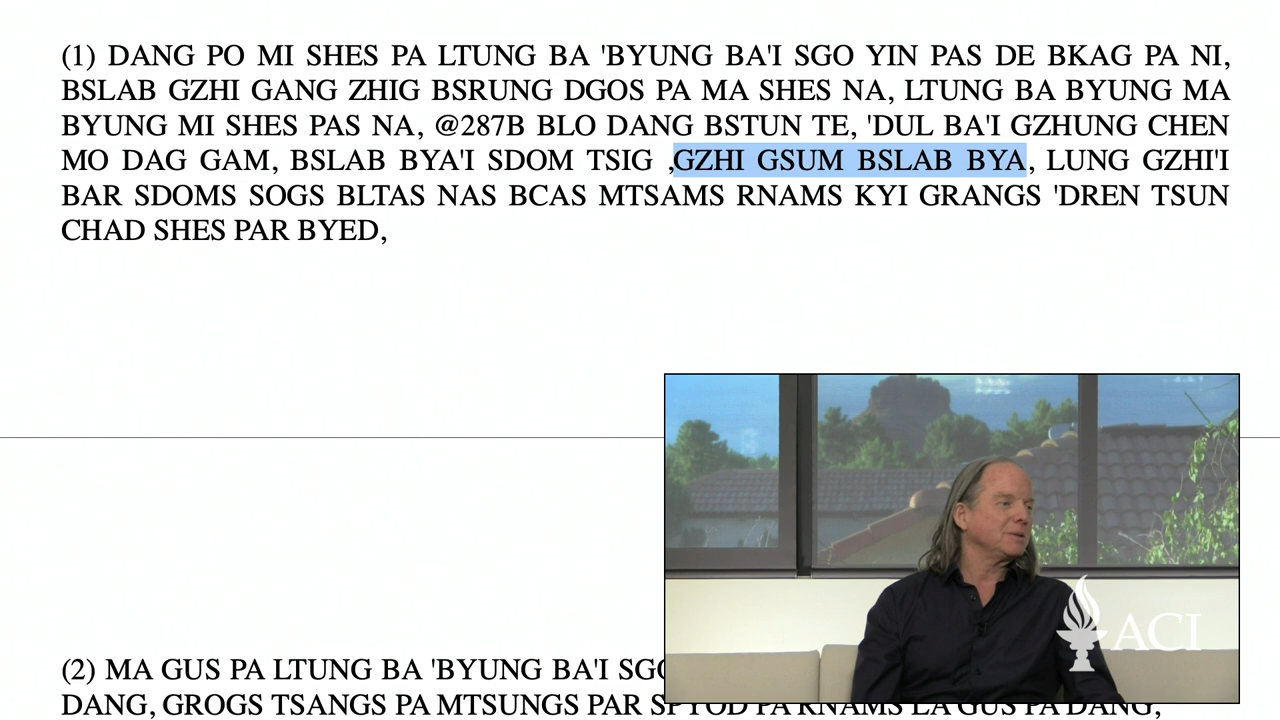 (1) DANG PO MI SHES PA LTUNG BA 'BYUNG BA'I SGO YIN PAS DE BKAG PA NI,
BSLAB GZHI GANG ZHIG BSRUNG DGOS PA MA SHES NA, LTUNG BA BYUNG MA
BYUNG MI SHES PAS NA, @287B BLO DANG BSTUN TE, 'DUL BA'I GZHUNG CHEN
MO DAG GAM, BSLAB BYA'I SDOM TSIG ,GZHI GSUM BSLAB BYA, LUNG GZHI'I
BAR SDOMS SOGS BLTAS NAS BCAS MTSAMS RNAMS KYI GRANGS 'DREN TSUN
CHAD SHES PAR BYED,
(2) MA GUS PA LTUNG BA 'BYUNG BA'I
DANG, GROGS TSANGS PA MTSUNGS PAR
ACI